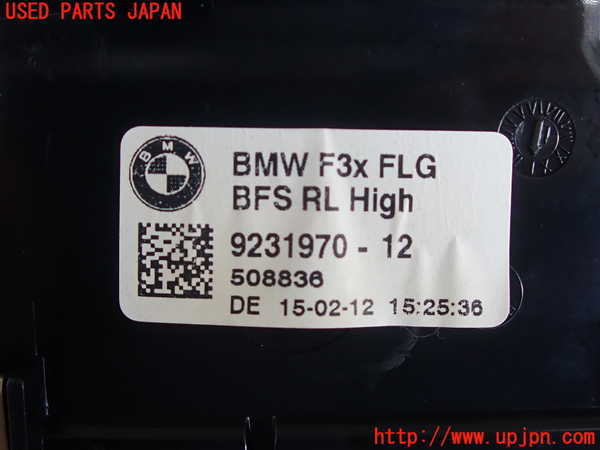 USED PARTS JAPAN
BMW
BMW F3x FLG
BFS RL High
9231970 - 12
508836
DE 15-02-12 15:25:36
http://www.upjpn.com/